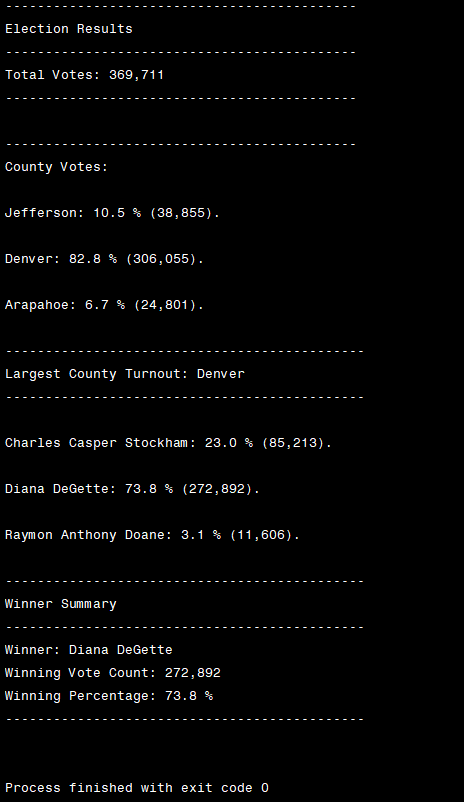 --------------------------------------------
Election Results
--------------------------------------------
Total Votes: 369,711
--------------------------------------------
--------------------------------------------
County Votes:
Jefferson: 10.5 % (38,855).
Denver: 82.8 % (306,055).
Arapahoe: 6.7 % (24,801).
---------------------------------------------
Largest County Turnout: Denver
---------------------------------------------
Charles Casper Stockham: 23.0 % (85,213).
Diana DeGette: 73.8 % (272,892).
Raymon Anthony Doane: 3.1 % (11,606).
---------------------------------------------
Winner Summary
---------------------------------------------
Winner: Diana DeGette
Winning Vote Count: 272,892
Winning Percentage: 73.8 %
---------------------------------------------
Process finished with exit code 0